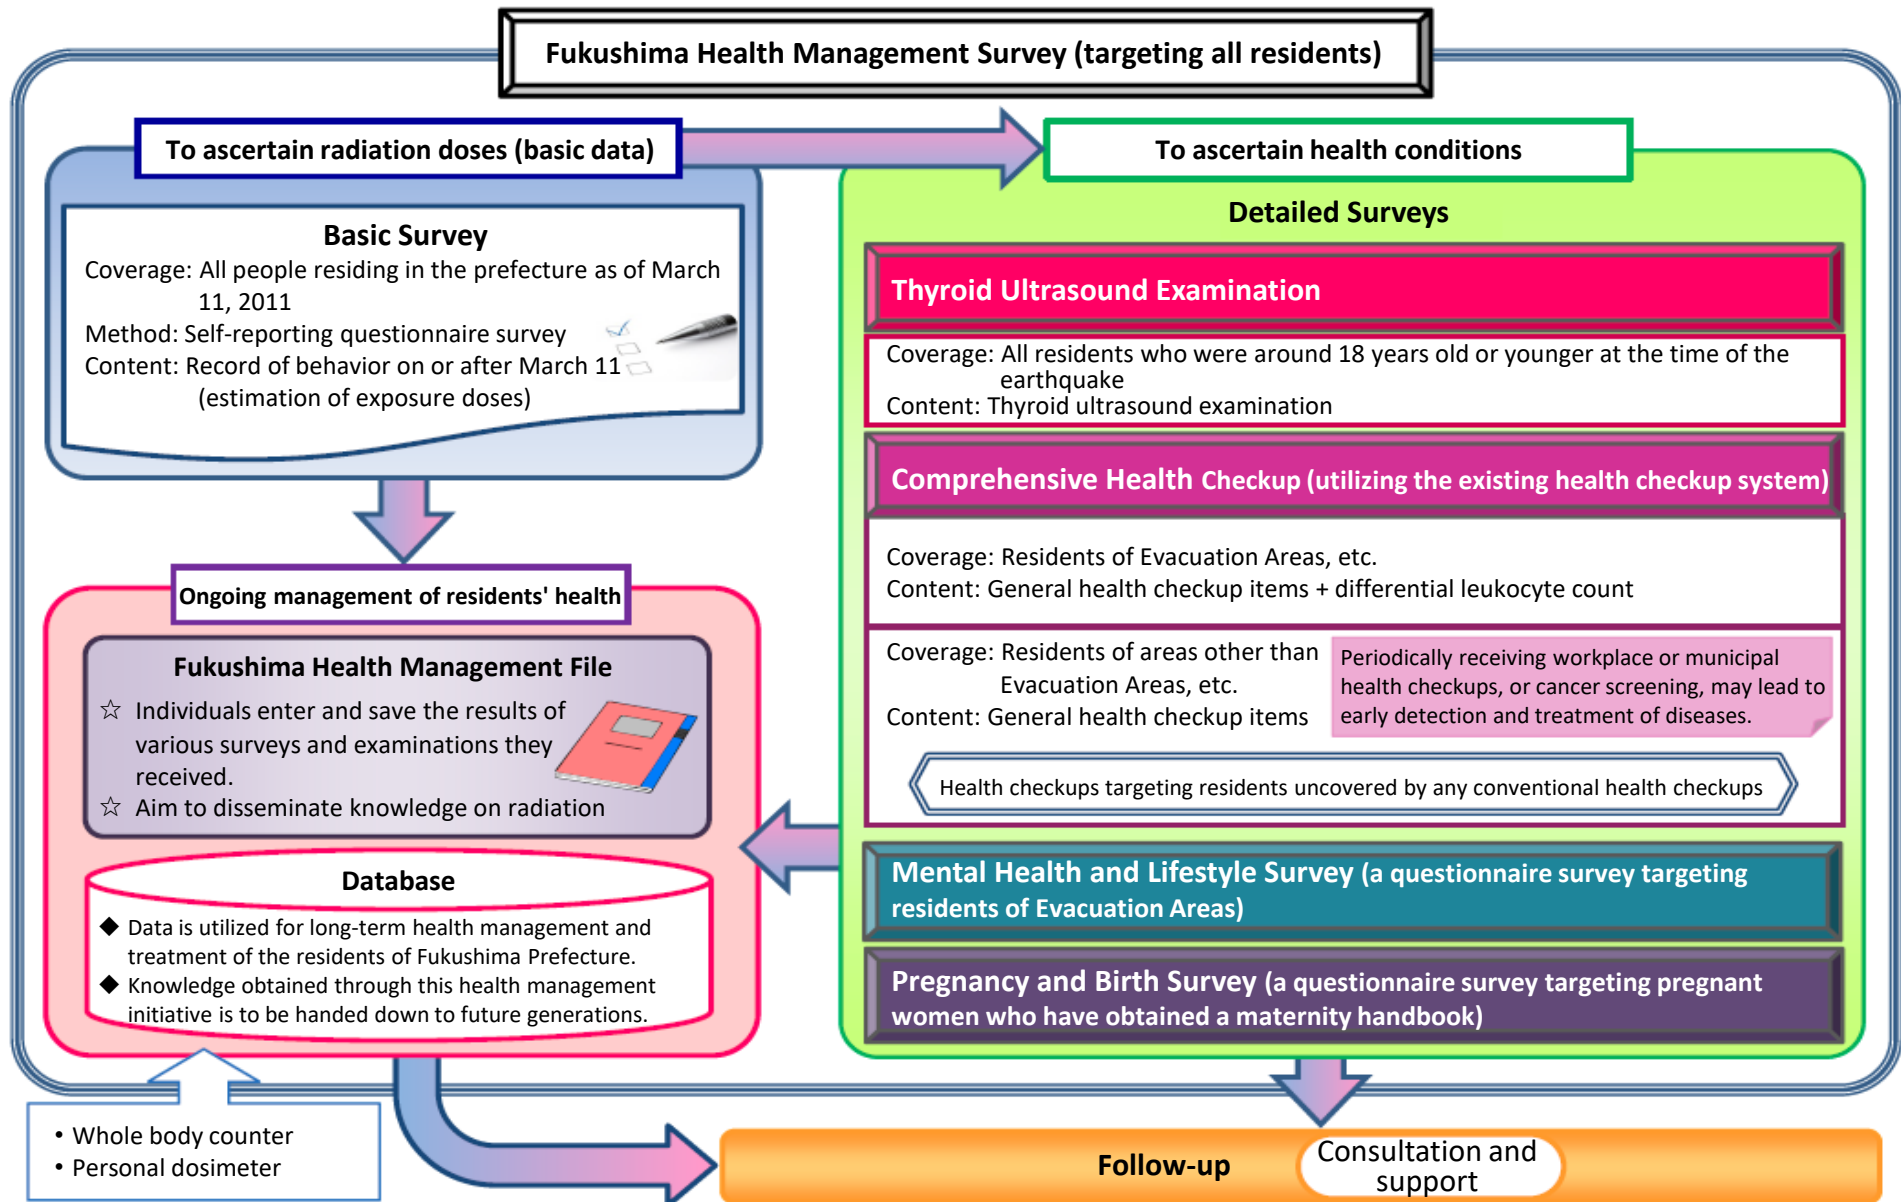 Fukushima Health Management Survey (targeting all residents)
To ascertain radiation doses (basic data)
Basic Survey
Coverage: All people residing in the prefecture as of March
11, 2011
Method: Self-reporting questionnaire survey
Content: Record of behavior on or after March 11
(estimation of exposure doses)
To ascertain health conditions
Detailed Surveys
Thyroid Ultrasound Examination
Coverage: All residents who were around 18 years old or younger at the time of the
earthquake
Content: Thyroid ultrasound examination
Comprehensive Health Checkup (utilizing the existing health checkup system)
Coverage: Residents of Evacuation Areas, etc.
Content: General health checkup items + differential leukocyte count
Coverage: Residents of areas other than
Evacuation Areas, etc.
Content: General health checkup items
Periodically receiving workplace or municipal
health checkups, or cancer screening, may lead to
early detection and treatment of diseases.
Health checkups targeting residents uncovered by any conventional health checkups
Mental Health and Lifestyle Survey (a questionnaire survey targeting
residents of Evacuation Areas)
Pregnancy and Birth Survey (a questionnaire survey targeting pregnant
women who have obtained a maternity handbook)
Ongoing management of residents' health
Fukushima Health Management File
☆ Individuals enter and save the results of
various surveys and examinations they
received.
☆ Aim to disseminate knowledge on radiation
Database
◆ Data is utilized for long-term health management and
treatment of the residents of Fukushima Prefecture.
◆ Knowledge obtained through this health management
initiative is to be handed down to future generations.
• Whole body counter
• Personal dosimeter
Follow-up
Consultation and
support